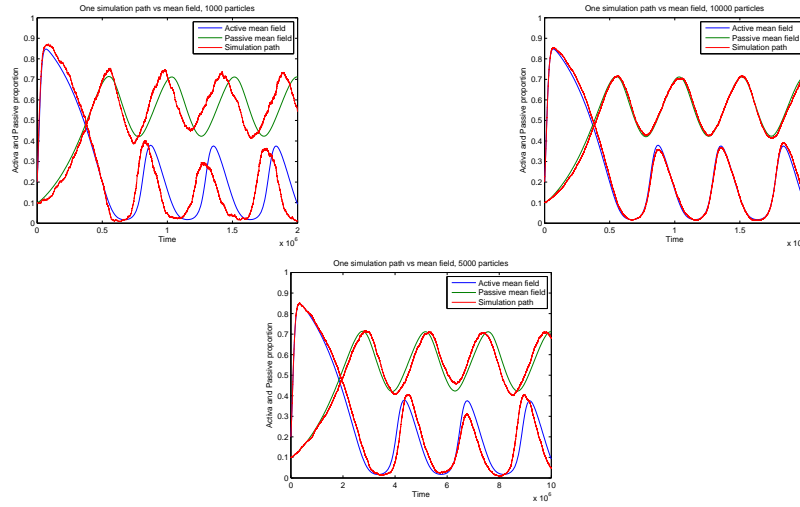 One simulation path vs mean field, 1000 particles
Activa and Passive proportion
1
0.9
0.8
0.7
0.6
0.5
0.4
0.3
0.2
0.1
0
Active mean field
Passive mean field
Simulation path
0 0.5 1 1.5 2
Time
x 10^6
One simulation path vs mean field, 10000 particles
Activa and Passive proportion
1
0.9
0.8
0.7
0.6
0.5
0.4
0.3
0.2
0.1
0
Active mean field
Passive mean field
Simulation path
0 0.5 1 1.5
Time
x 10
One simulation path vs mean field, 5000 particles
Activa and Passive proportion
1
0.9
0.8
0.7
0.6
0.5
0.4
0.3
0.2
0.1
0
Active mean field
Passive mean field
Simulation path
0 2 4 6 8 10
Time
x 10^6